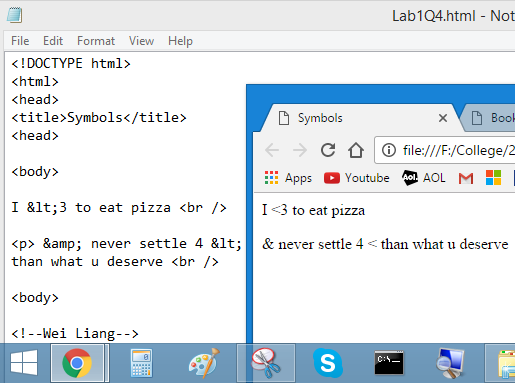 Lab1Q4.html - Not
File Edit Format View Help
<!DOCTYPE html>
<html>
<head>
<title>Symbols</title>
<head>
<body>
I &lt;3 to eat pizza <br />
<p> &amp; never settle 4 &lt;
than what u deserve <br />
<body>
<!--Wei Liang-->
Symbols
Book
file:///F:/College/2
Apps Youtube AOL. AOL
I <3 to eat pizza
& never settle 4 < than what u deserve
C:\_